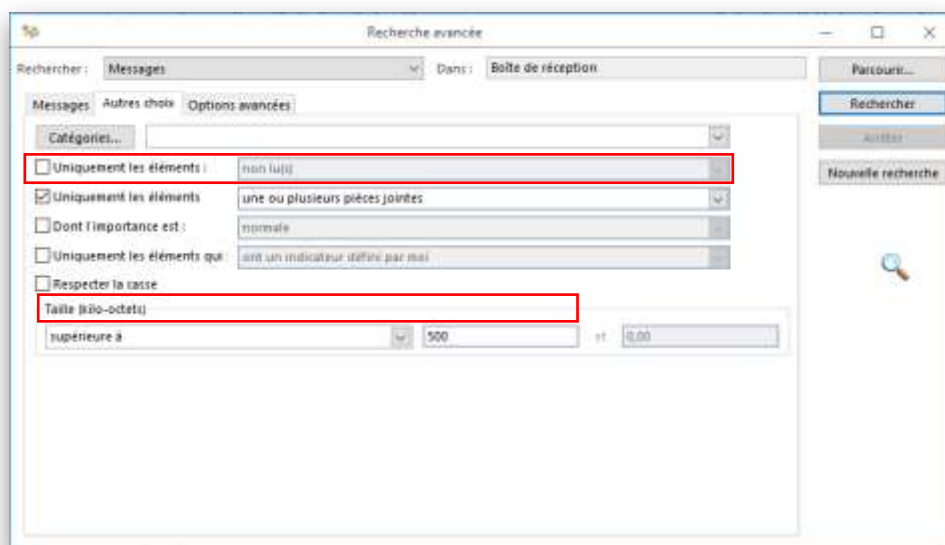 Recherche avancée
Rechercher : Messages Dans : Boîte de réception Parcourir...
Messages Autres choix Options avancées Rechercher
Catégories... Arrêter
Uniquement les éléments : non lu(s) Nouvelle recherche
Uniquement les éléments une ou plusieurs pièces jointes
Dont l'importance est : normale
Uniquement les éléments qui ont un indicateur défini par moi
Respecter la casse
Taille (kilo-octets)
supérieure à 500 et 0,00